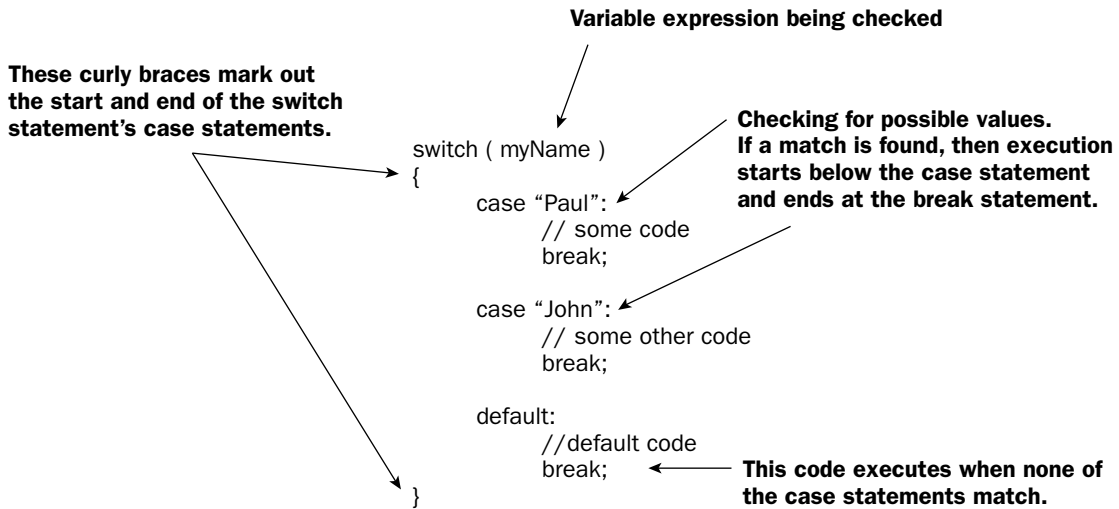 Variable expression being checked
These curly braces mark out
the start and end of the switch
statement’s case statements.
Checking for possible values.
If a match is found, then execution
starts below the case statement
and ends at the break statement.
switch ( myName )
{
case “Paul”:
// some code
break;
case “John”:
// some other code
break;
default:
//default code
break;
This code executes when none of
the case statements match.
}